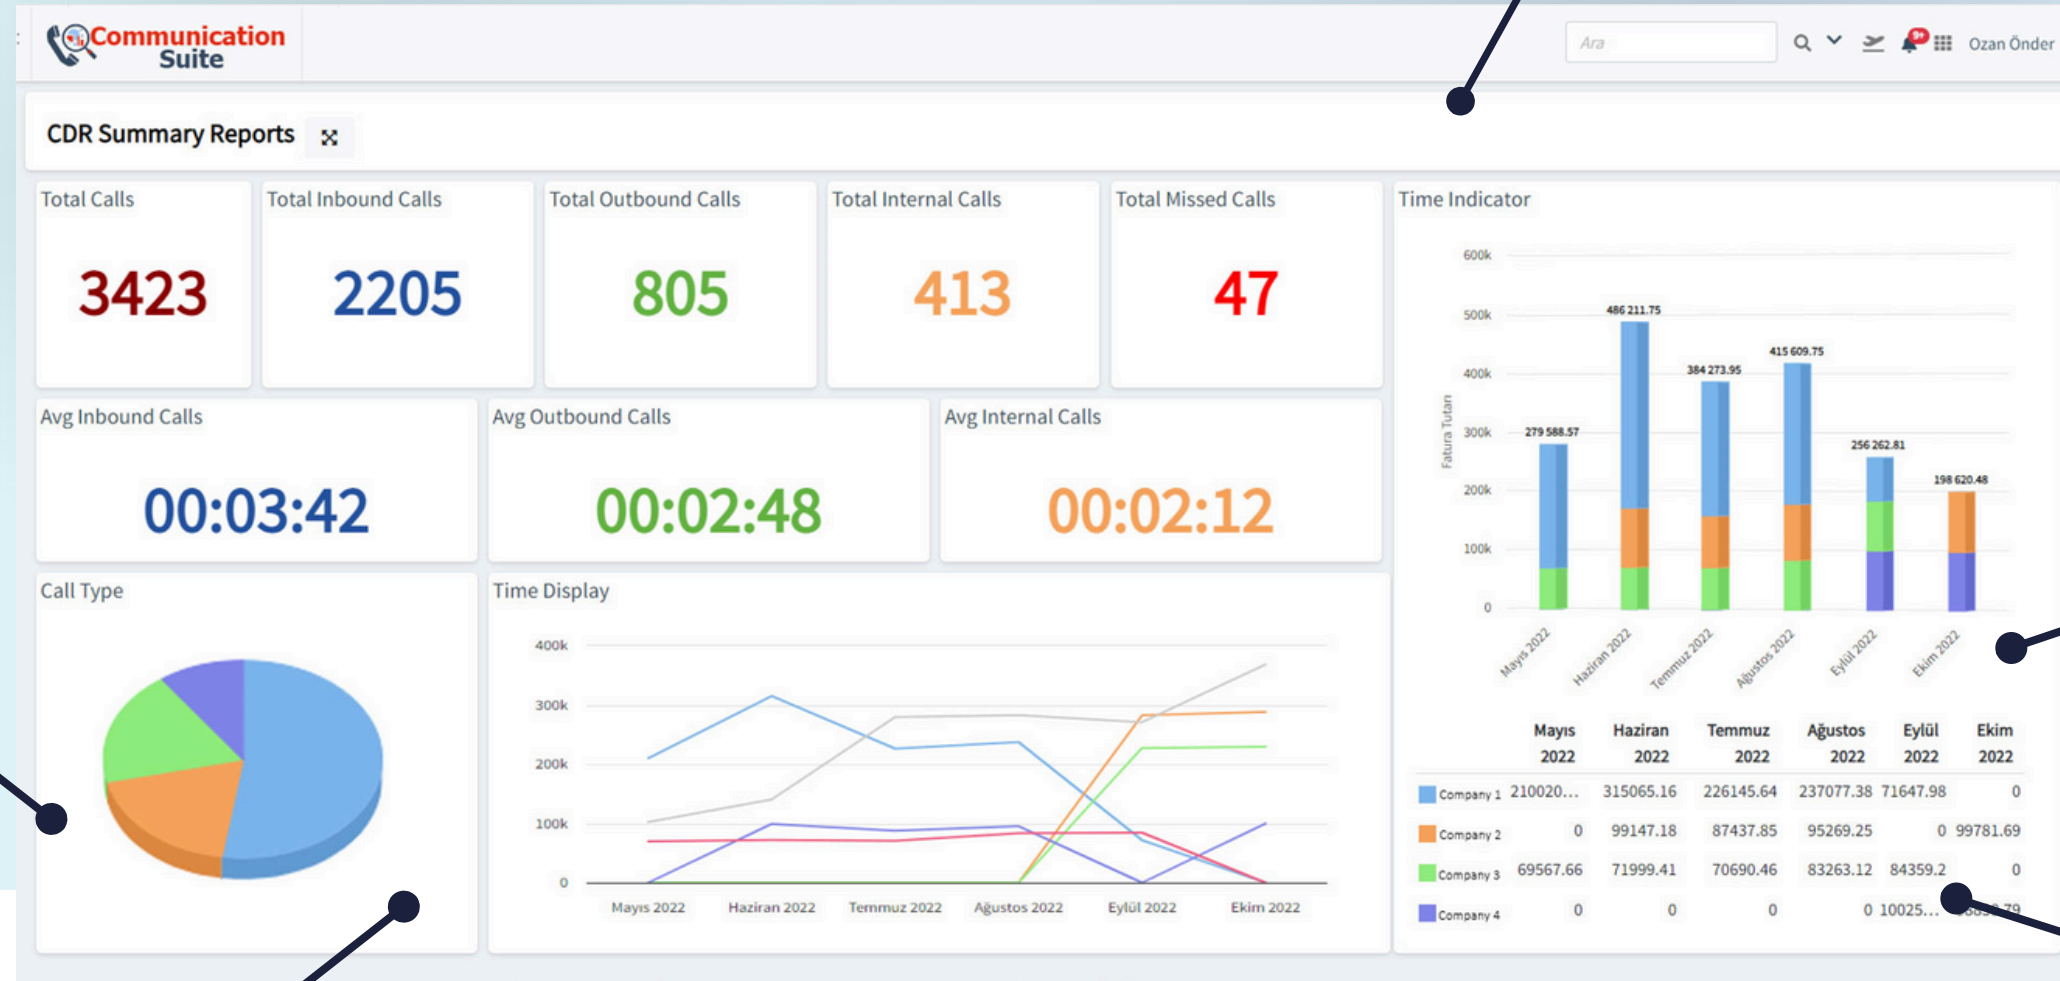 Communication
Suite
Ara
9+
Ozan Önder
CDR Summary Reports
Total Calls
3423
Total Inbound Calls
2205
Total Outbound Calls
805
Total Internal Calls
413
Total Missed Calls
47
Avg Inbound Calls
00:03:42
Avg Outbound Calls
00:02:48
Avg Internal Calls
00:02:12
Call Type
Time Display
400k
300k
200k
100k
0
Mayıs 2022 Haziran 2022 Temmuz 2022 Ağustos 2022 Eylül 2022 Ekim 2022
Time Indicator
Fatura Tutarı
600k
500k
400k
300k
200k
100k
0
279 588.57
486 211.75
384 273.95
415 609.75
256 262.81
198 620.48
Mayıs 2022 Haziran 2022 Temmuz 2022 Ağustos 2022 Eylül 2022 Ekim 2022
Mayıs Haziran Temmuz Ağustos Eylül Ekim
2022 2022 2022 2022 2022 2022
Company 1 210020... 315065.16 226145.64 237077.38 71647.98 0
Company 2 0 99147.18 87437.85 95269.25 0 99781.69
Company 3 69567.66 71999.41 70690.46 83263.12 84359.2 0
Company 4 0 0 0 0 10025...